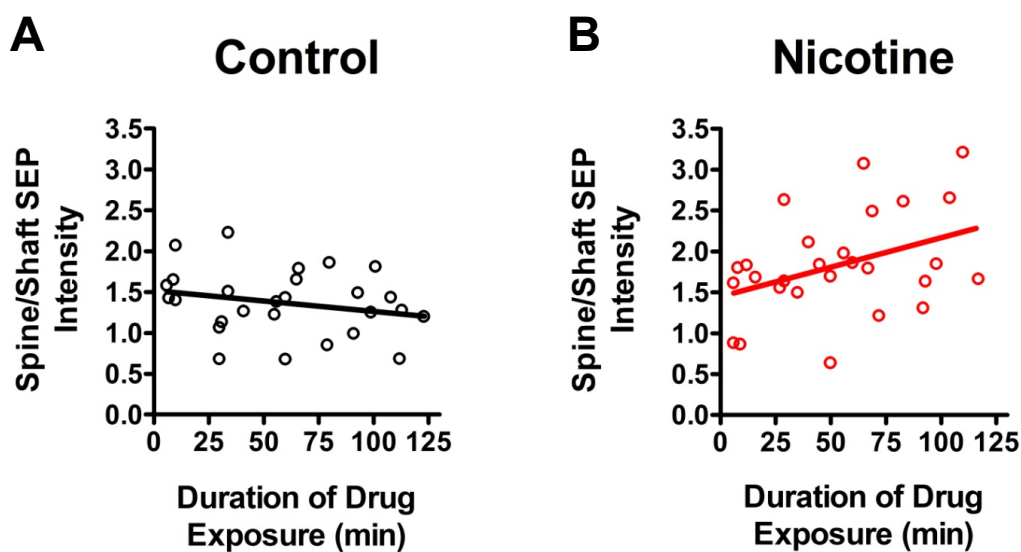 A
Control
3.5
3.0
2.5
2.0
1.5
1.0
0.5
0.0
Spine/Shaft SEP
Intensity
0 25 50 75 100 125
Duration of Drug
Exposure (min)
B
Nicotine
3.5
3.0
2.5
2.0
1.5
1.0
0.5
0.0
Spine/Shaft SEP
Intensity
0 25 50 75 100 125
Duration of Drug
Exposure (min)